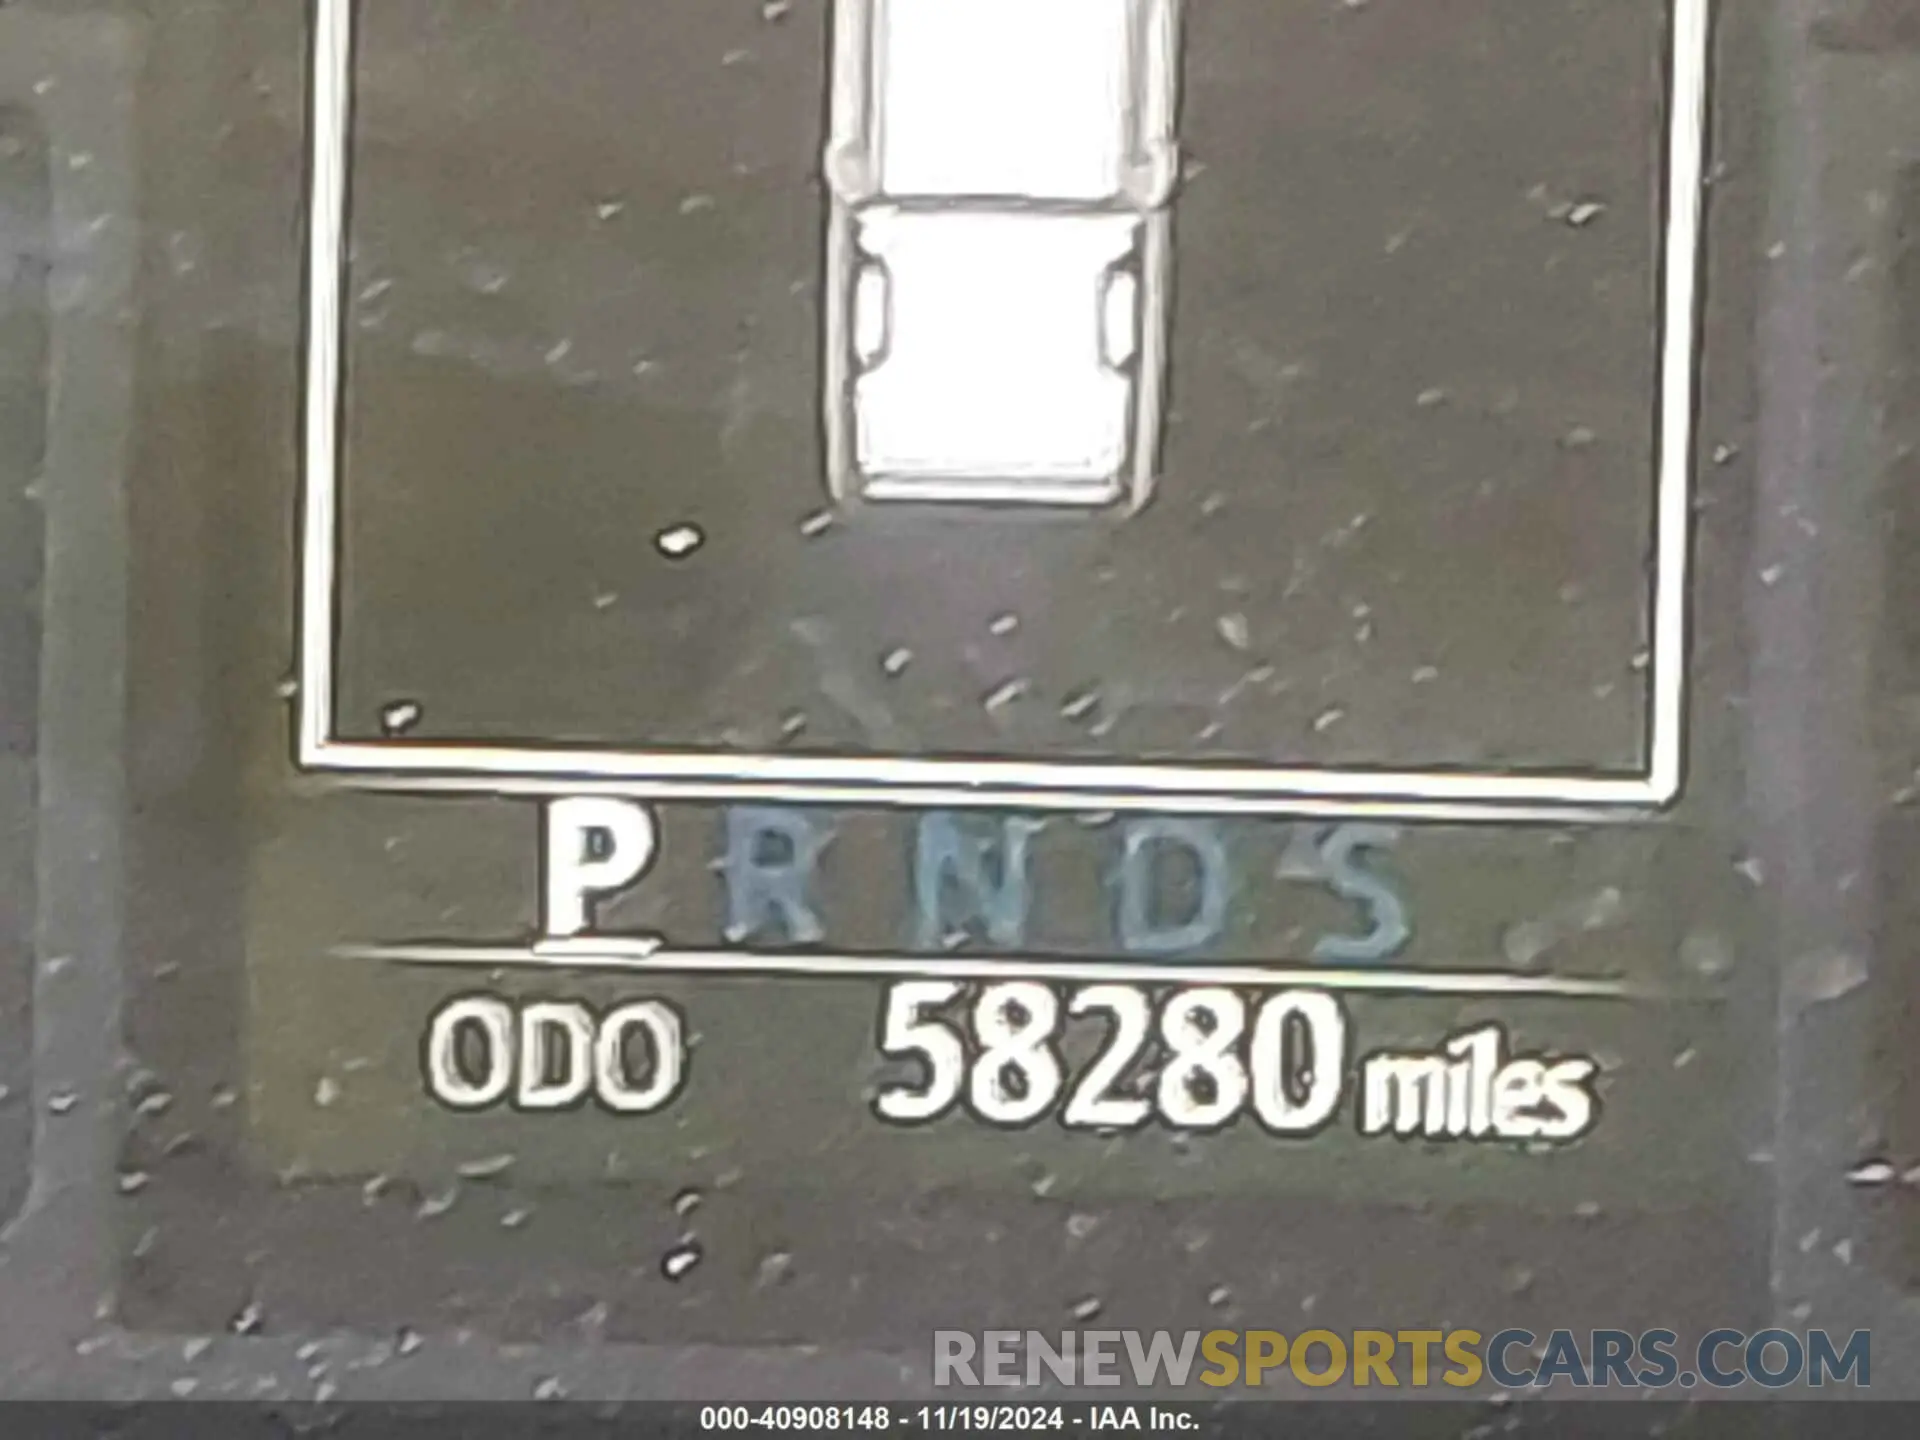 P R N D S
ODO 58280 miles
RENEWSPORTSCARS.COM
000-40908148 - 11/19/2024 - IAA Inc.